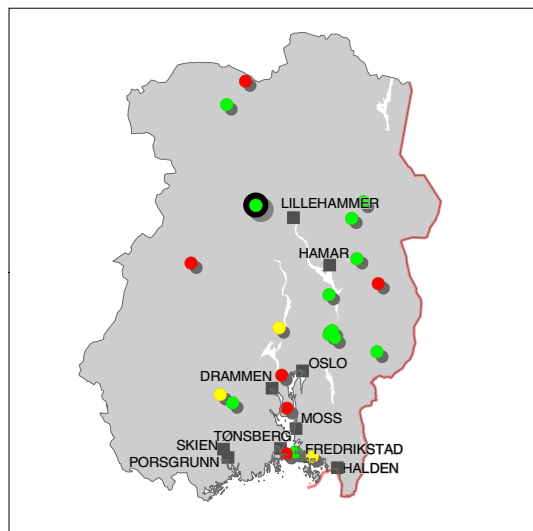 LILLEHAMMER
HAMAR
OSLO
DRAMMEN
MOSS
TØNSBERG
SKIEN
FREDRIKSTAD
PORSGRUNN
HALDEN